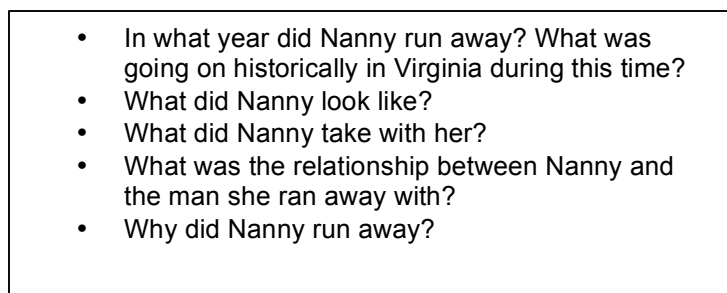 • In what year did Nanny run away? What was
going on historically in Virginia during this time?
• What did Nanny look like?
• What did Nanny take with her?
• What was the relationship between Nanny and
the man she ran away with?
• Why did Nanny run away?